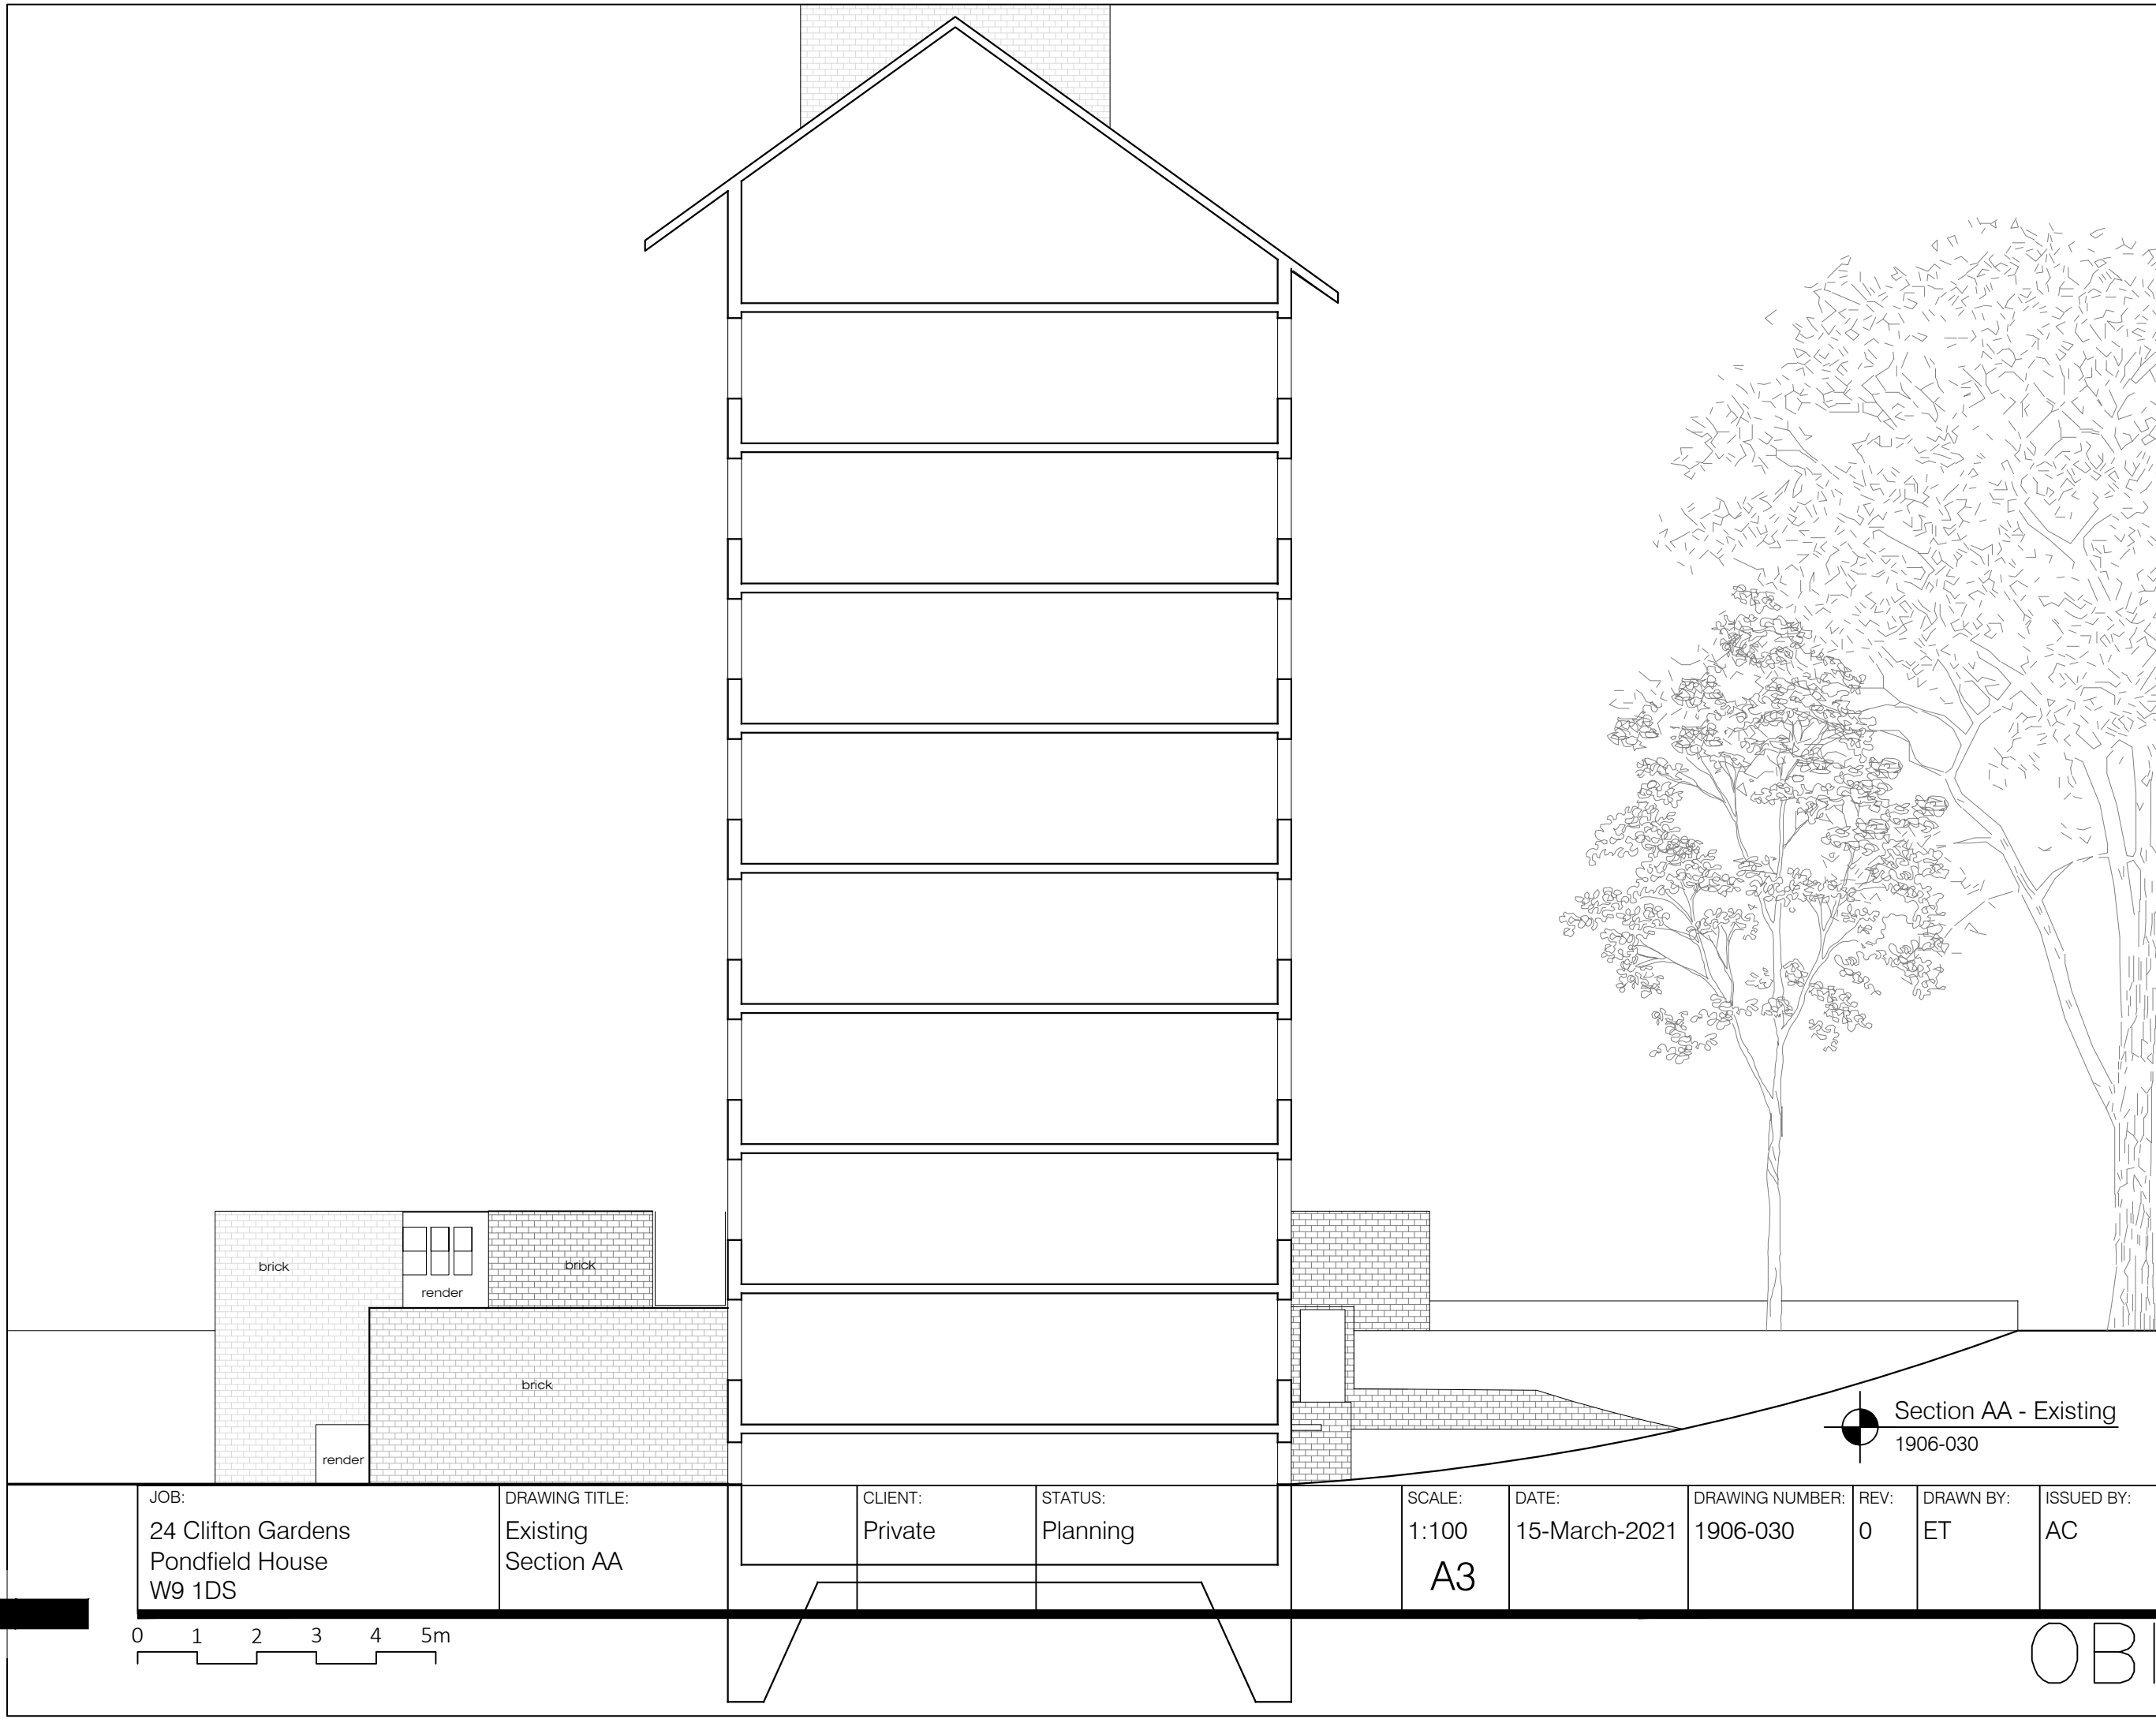 brick
brick
render
brick
render
Section AA - Existing
1906-030
JOB:
24 Clifton Gardens
Pondfield House
W9 1DS
DRAWING TITLE:
Existing
Section AA
CLIENT:
Private
STATUS:
Planning
SCALE:
1:100
A3
DATE:
15-March-2021
DRAWING NUMBER:
1906-030
REV:
0
DRAWN BY:
ET
ISSUED BY:
AC
0 1 2 3 4 5m